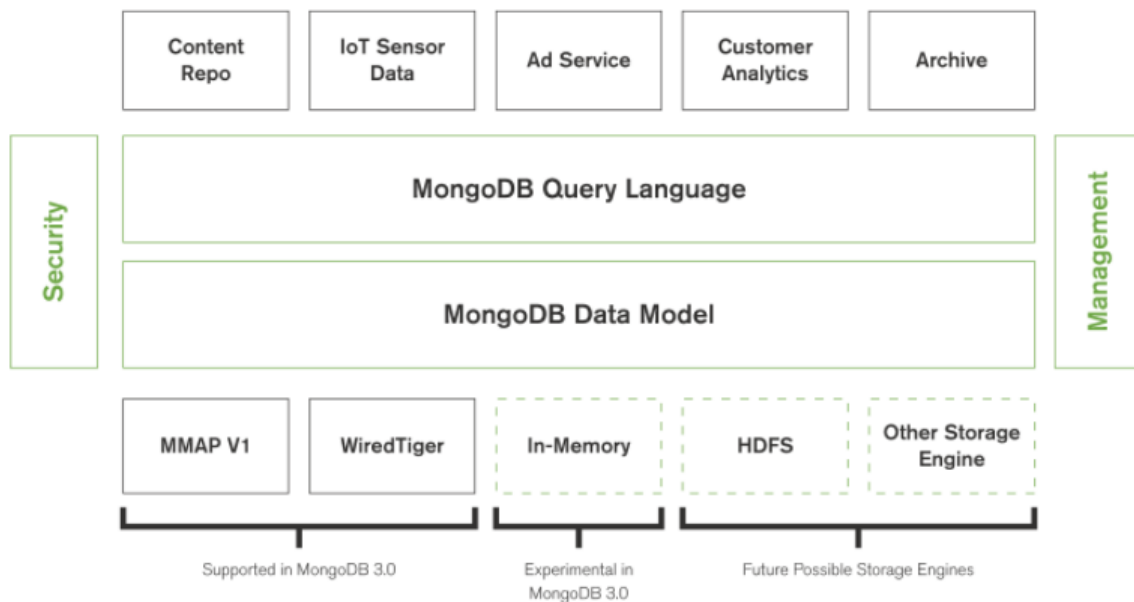 Content
Repo
IoT Sensor
Data
Ad Service
Customer
Analytics
Archive
Security
MongoDB Query Language
MongoDB Data Model
Management
MMAP V1
WiredTiger
In-Memory
HDFS
Other Storage
Engine
Supported in MongoDB 3.0
Experimental in
MongoDB 3.0
Future Possible Storage Engines